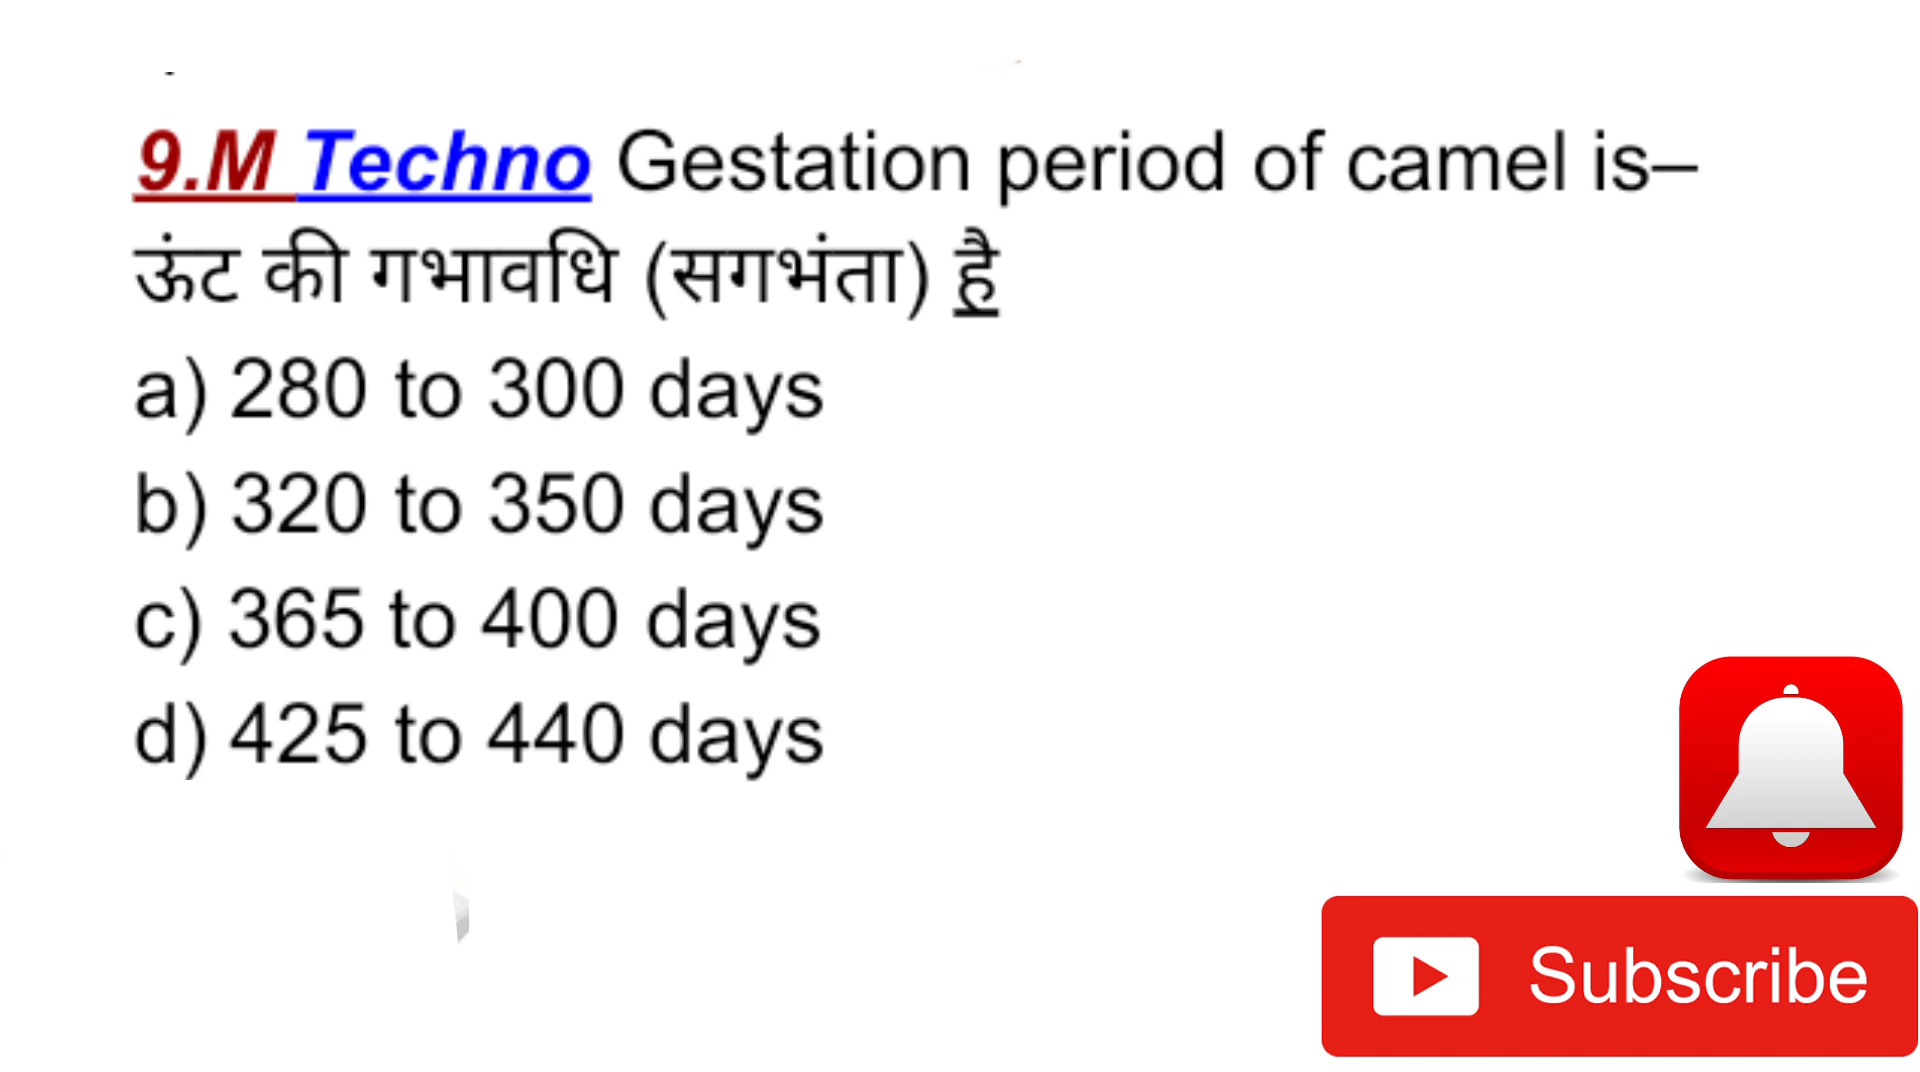 9.M Techno Gestation period of camel is–
ऊंट की गभावधि (सगभंता) है
a) 280 to 300 days
b) 320 to 350 days
c) 365 to 400 days
d) 425 to 440 days
Subscribe